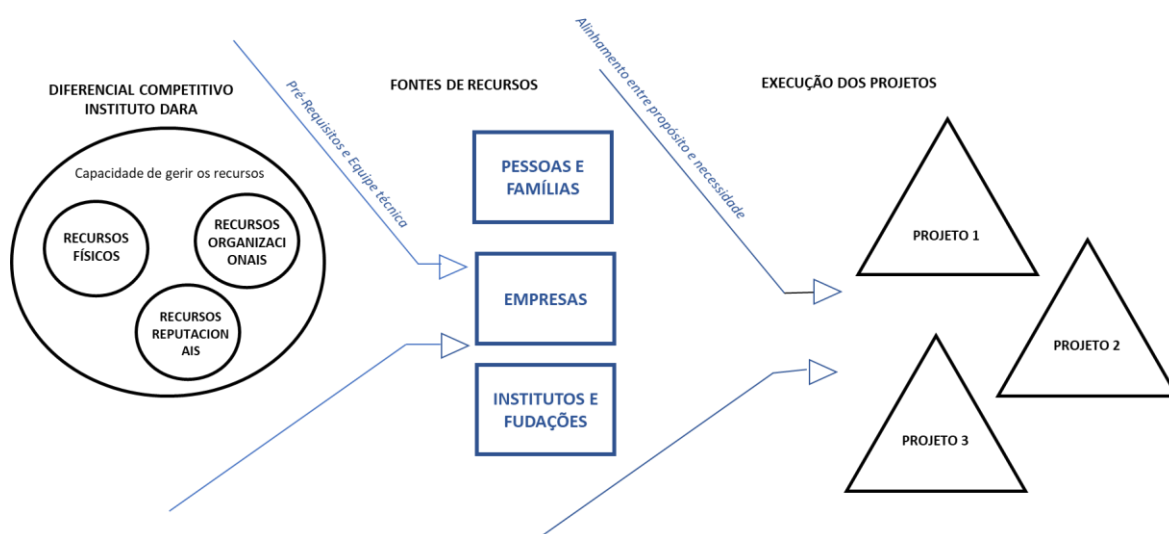 DIFERENCIAL COMPETITIVO
INSTITUTO DARA
Capacidade de gerir os recursos
RECURSOS
FÍSICOS
RECURSOS
ORGANIZACI
ONAIS
RECURSOS
REPUTACION
AIS
Pré-Requisitos e Equipe técnica
FONTES DE RECURSOS
PESSOAS E
FAMÍLIAS
EMPRESAS
INSTITUTOS E
FUDAÇÕES
Alinhamento entre propósito e necessidade
EXECUÇÃO DOS PROJETOS
PROJETO 1
PROJETO 2
PROJETO 3